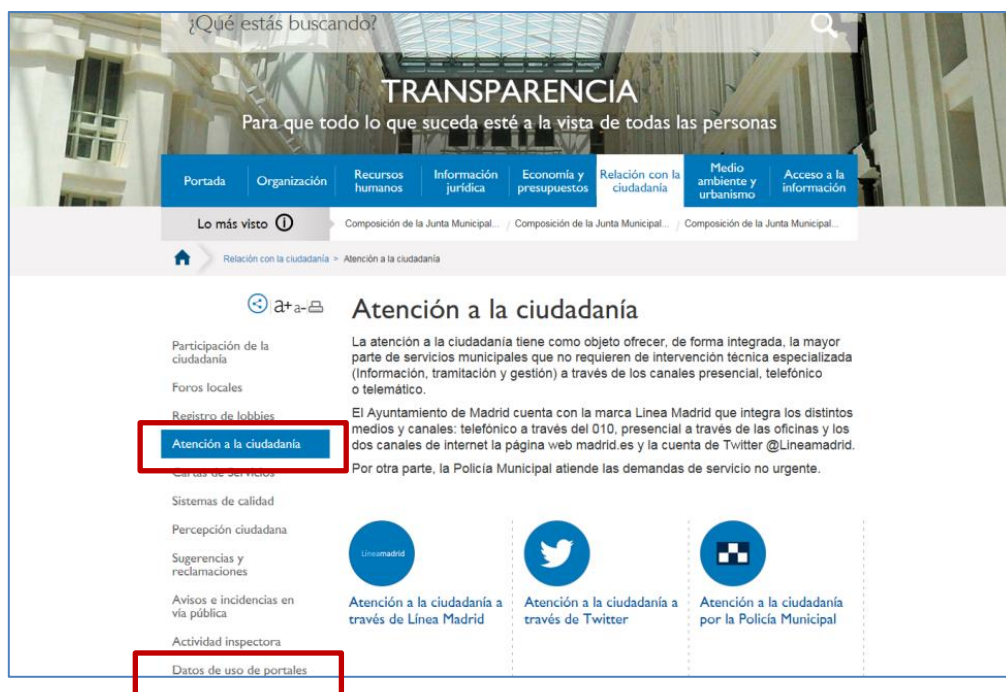 ¿Qué estás buscando?
TRANSPARENCIA
Para que todo lo que suceda esté a la vista de todas las personas
Portada
Organización
Recursos
humanos
Información
jurídica
Economía y
presupuestos
Relación con la
ciudadanía
Medio
ambiente y
urbanismo
Acceso a la
información
Lo más visto
Composición de la Junta Municipal... / Composición de la Junta Municipal... / Composición de la Junta Municipal...
Relación con la ciudadanía > Atención a la ciudadanía
a+ a-
Participación de la
ciudadanía
Foros locales
Registro de lobbies
Atención a la ciudadanía
Cartas de Servicios
Sistemas de calidad
Percepción ciudadana
Sugerencias y
reclamaciones
Avisos e incidencias en
vía pública
Actividad inspectora
Datos de uso de portales
Atención a la ciudadanía
La atención a la ciudadanía tiene como objeto ofrecer, de forma integrada, la mayor
parte de servicios municipales que no requieren de intervención técnica especializada
(Información, tramitación y gestión) a través de los canales presencial, telefónico
o telemático.
El Ayuntamiento de Madrid cuenta con la marca Linea Madrid que integra los distintos
medios y canales: telefónico a través del 010, presencial a través de las oficinas y los
dos canales de internet la página web madrid.es y la cuenta de Twitter @Lineamadrid.
Por otra parte, la Policía Municipal atiende las demandas de servicio no urgente.
Líneamadrid
Atención a la ciudadanía a
través de Línea Madrid
Atención a la ciudadanía a
través de Twitter
Atención a la ciudadanía
por la Policía Municipal